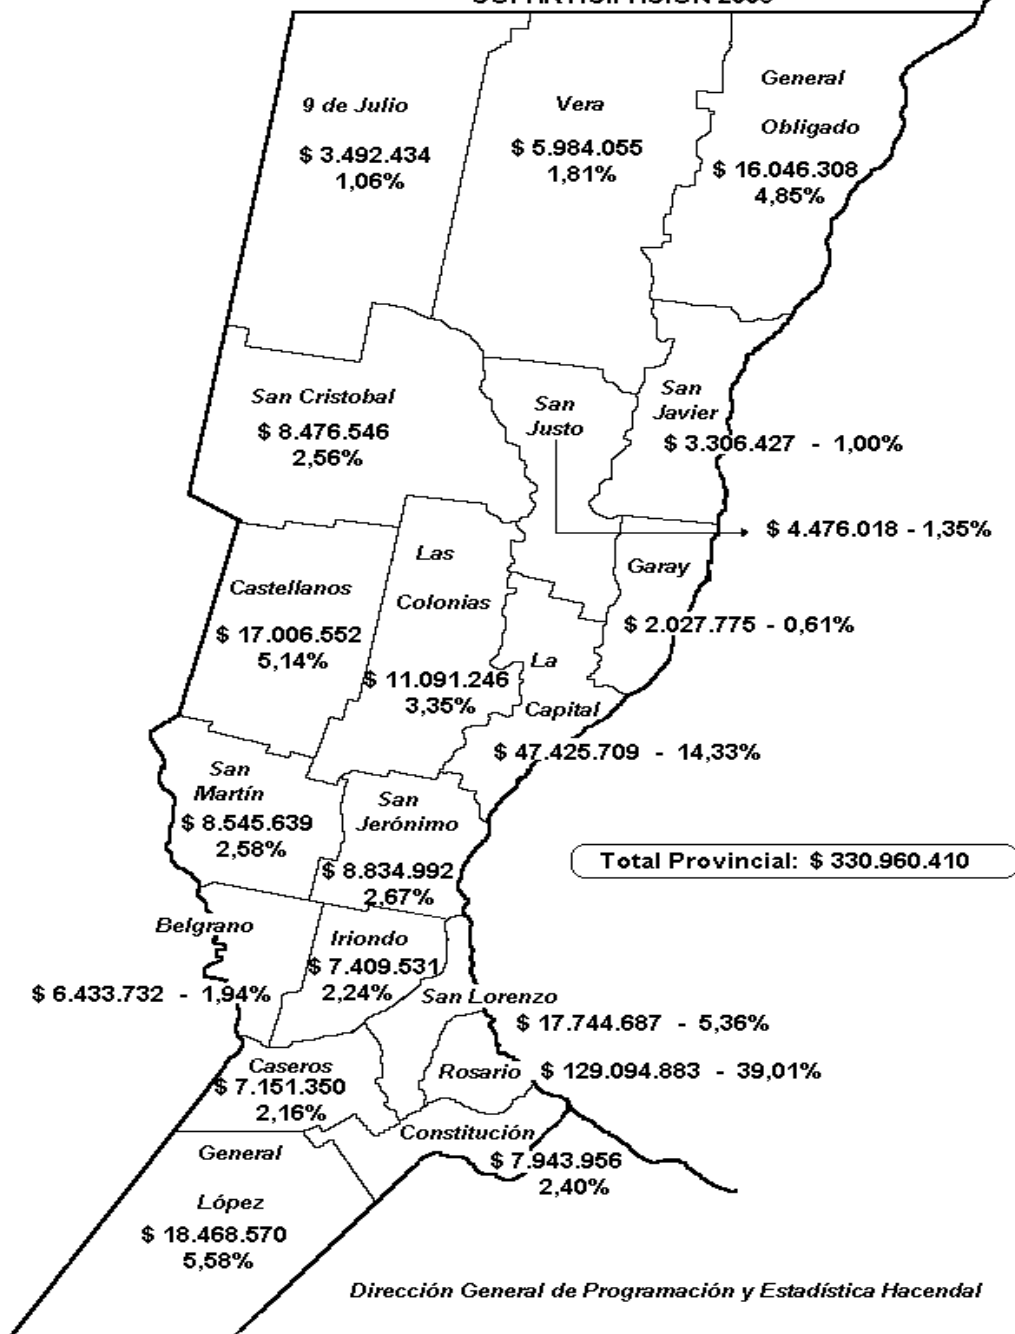 9 de Julio
$ 3.492.434
1,06%
Vera
$ 5.984.055
1,81%
General
Obligado
$ 16.046.308
4,85%
San Cristobal
$ 8.476.546
2,56%
San
Justo
San
Javier
$ 3.306.427 - 1,00%
$ 4.476.018 - 1,35%
Las
Colonias
$ 11.091.246
3,35%
Castellanos
$ 17.006.552
5,14%
Garay
$ 2.027.775 - 0,61%
La
Capital
$ 47.425.709 - 14,33%
San
Martín
$ 8.545.639
2,58%
San
Jerónimo
$ 8.834.992
2,67%
Total Provincial: $ 330.960.410
Belgrano
$ 6.433.732 - 1,94%
Iriondo
$ 7.409.531
2,24%
San Lorenzo
$ 17.744.687 - 5,36%
Rosario $ 129.094.883 - 39,01%
Caseros
$ 7.151.350
2,16%
Constitución
$ 7.943.956
2,40%
General
López
$ 18.468.570
5,58%
Dirección General de Programación y Estadística Hacendal